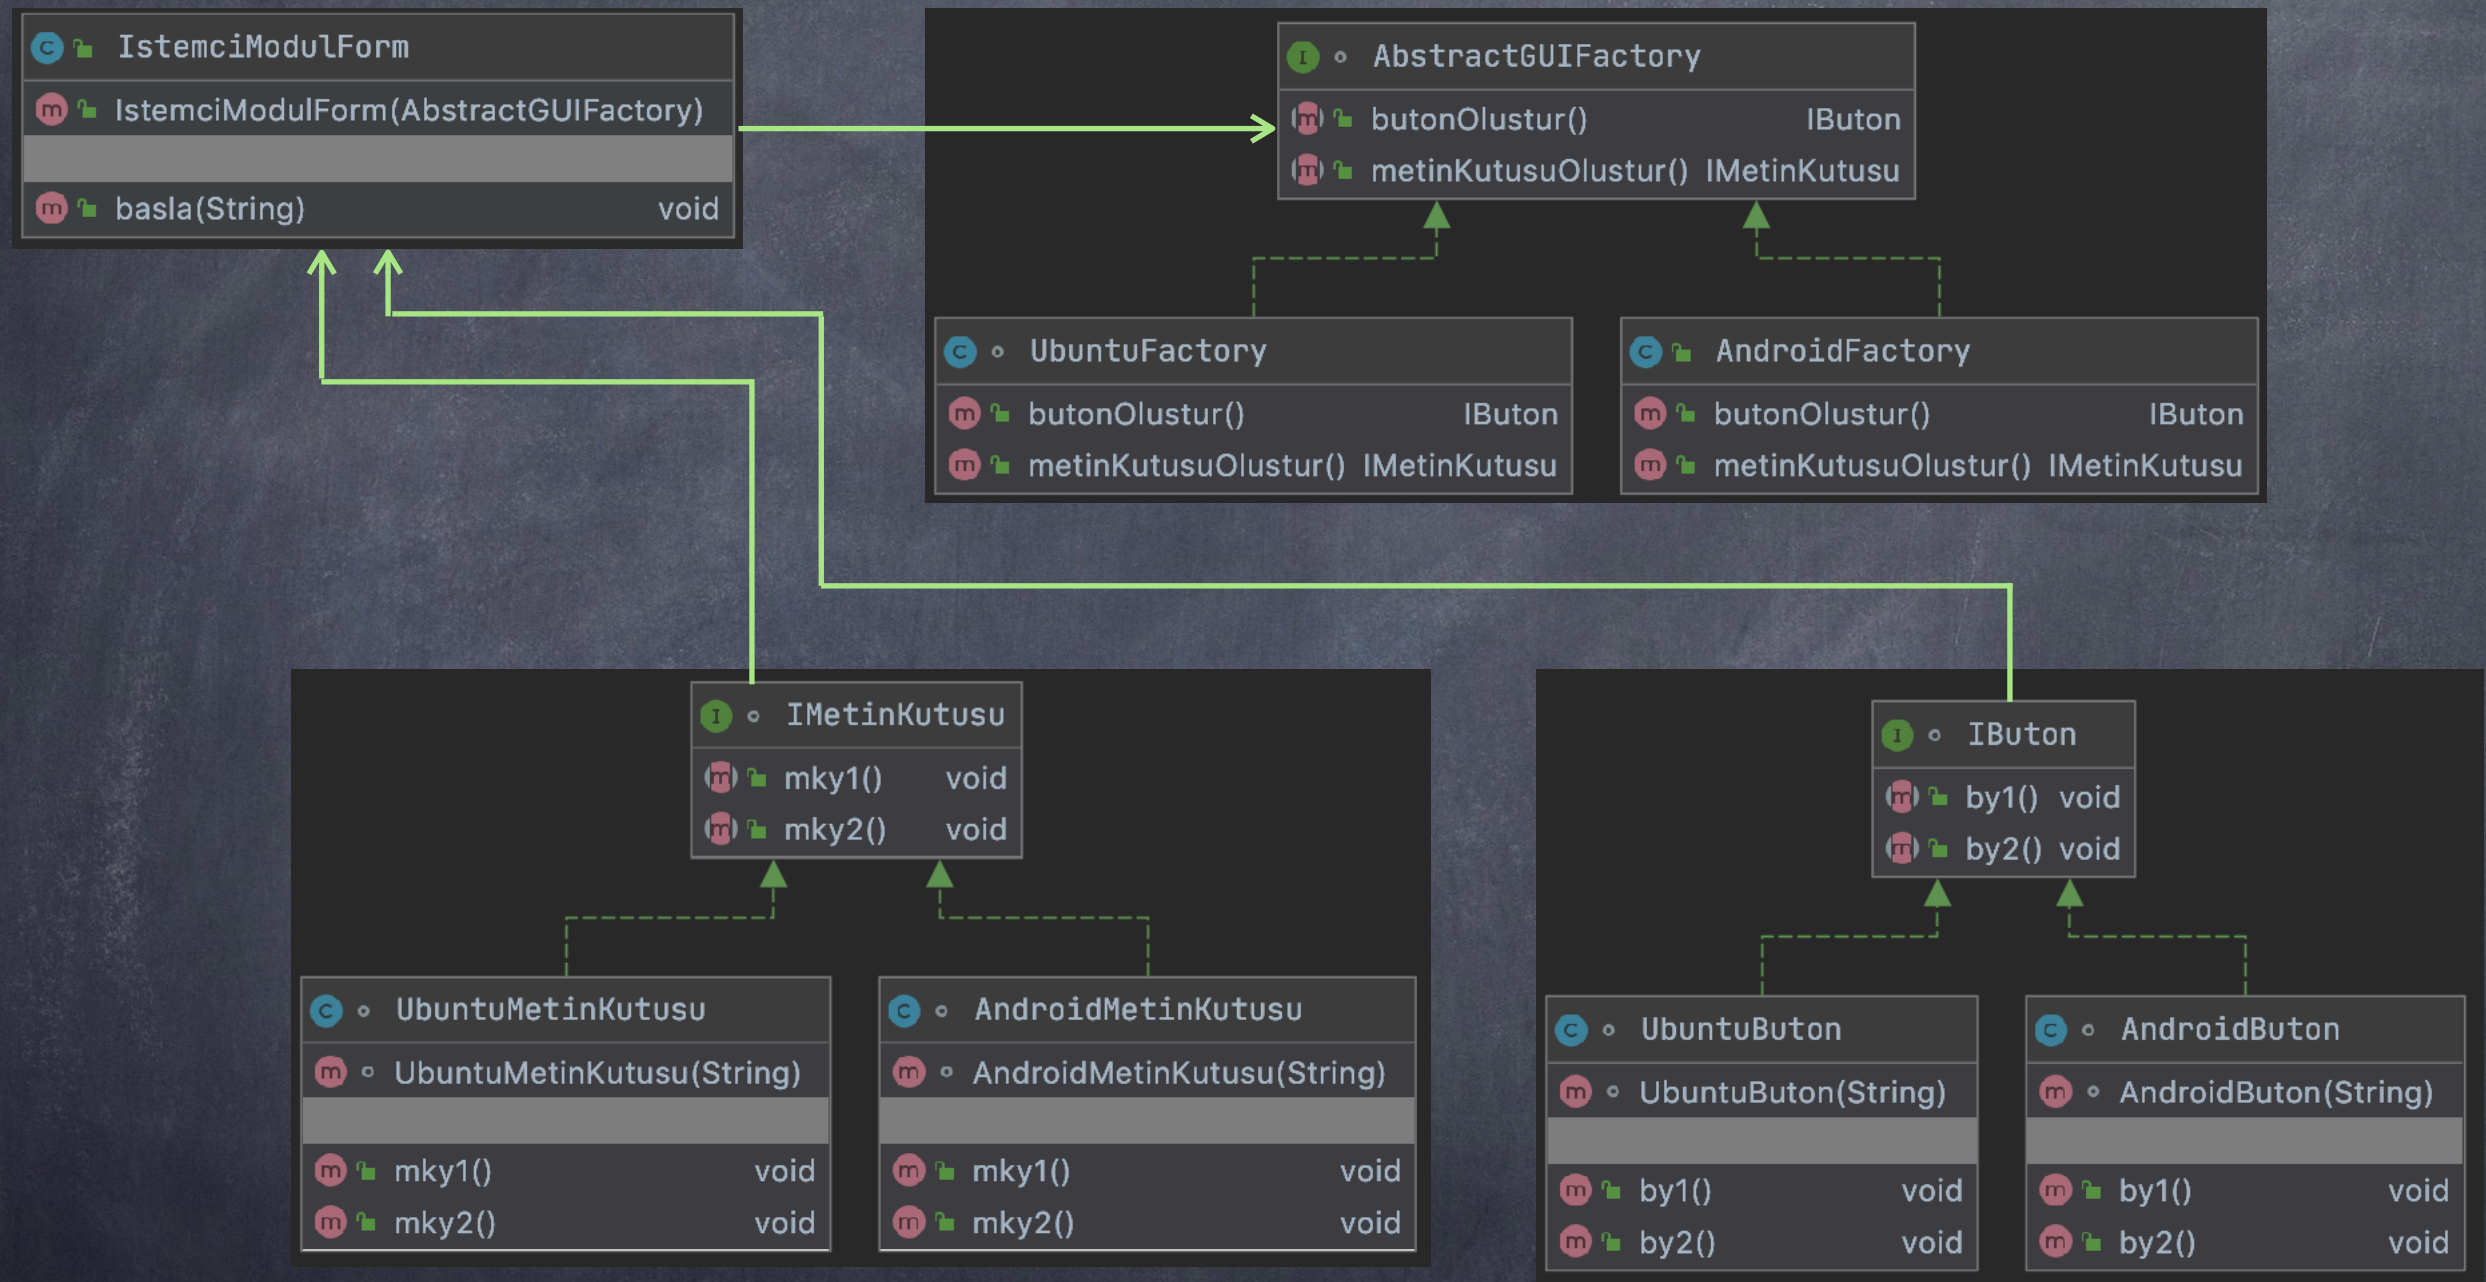 IstemciModulForm
IstemciModulForm(AbstractGUIFactory)
basla(String) void
AbstractGUIFactory
butonOlustur() IButon
metinKutusuOlustur() IMetinKutusu
UbuntuFactory
butonOlustur() IButon
metinKutusuOlustur() IMetinKutusu
AndroidFactory
butonOlustur() IButon
metinKutusuOlustur() IMetinKutusu
IMetinKutusu
mky1() void
mky2() void
UbuntuMetinKutusu
UbuntuMetinKutusu(String)
mky1() void
mky2() void
AndroidMetinKutusu
AndroidMetinKutusu(String)
mky1() void
mky2() void
IButon
by1() void
by2() void
UbuntuButon
UbuntuButon(String)
by1() void
by2() void
AndroidButon
AndroidButon(String)
by1() void
by2() void